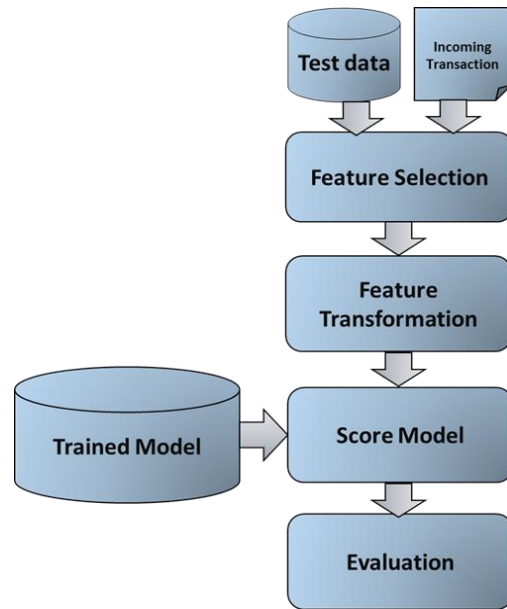 Test data
Incoming
Transaction
Feature Selection
Feature
Transformation
Trained Model
Score Model
Evaluation